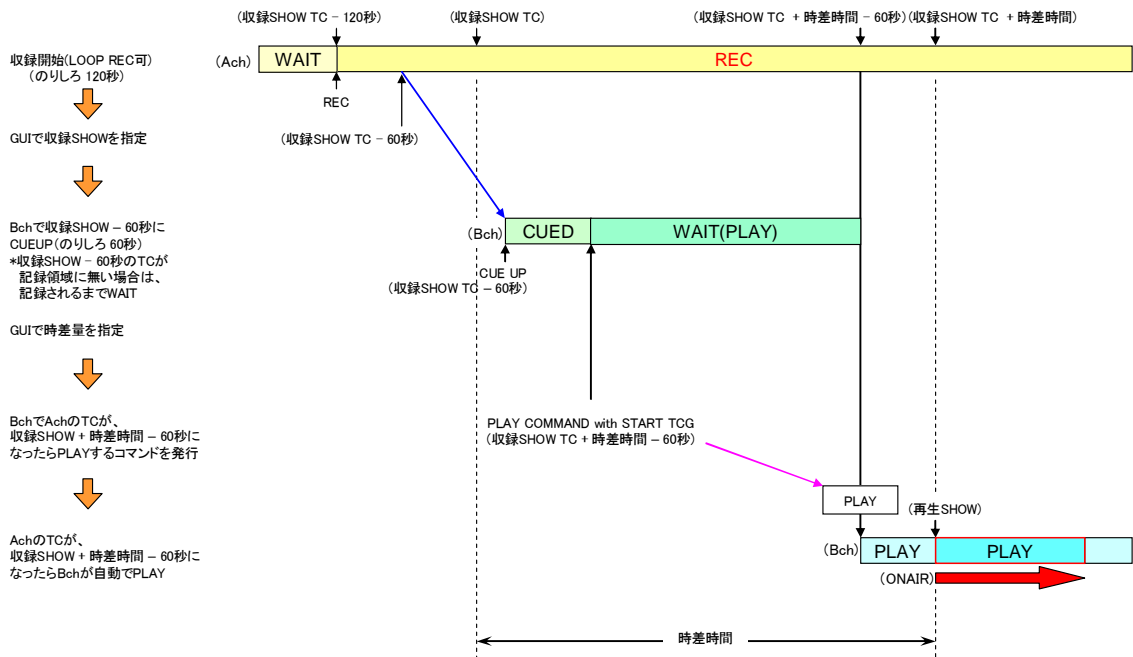 (収録SHOW TC − 120秒)
(収録SHOW TC)
(収録SHOW TC + 時差時間 − 60秒)
(収録SHOW TC + 時差時間)
収録開始(LOOP REC可)
(のりしろ 120秒)
(Ach)
WAIT
REC
REC
(収録SHOW TC − 60秒)
GUIで収録SHOWを指定
Bchで収録SHOW − 60秒に
CUEUP(のりしろ 60秒)
*収録SHOW − 60秒のTCが
記録領域に無い場合は、
記録されるまでWAIT
(Bch)
CUED
WAIT(PLAY)
CUE UP
(収録SHOW TC − 60秒)
GUIで時差量を指定
BchでAchのTCが、
収録SHOW + 時差時間 − 60秒に
なったらPLAYするコマンドを発行
PLAY COMMAND with START TCG
(収録SHOW TC + 時差時間 − 60秒)
PLAY
(再生SHOW)
AchのTCが、
収録SHOW + 時差時間 − 60秒に
なったらBchが自動でPLAY
(Bch)
PLAY
PLAY
(ONAIR)
時差時間